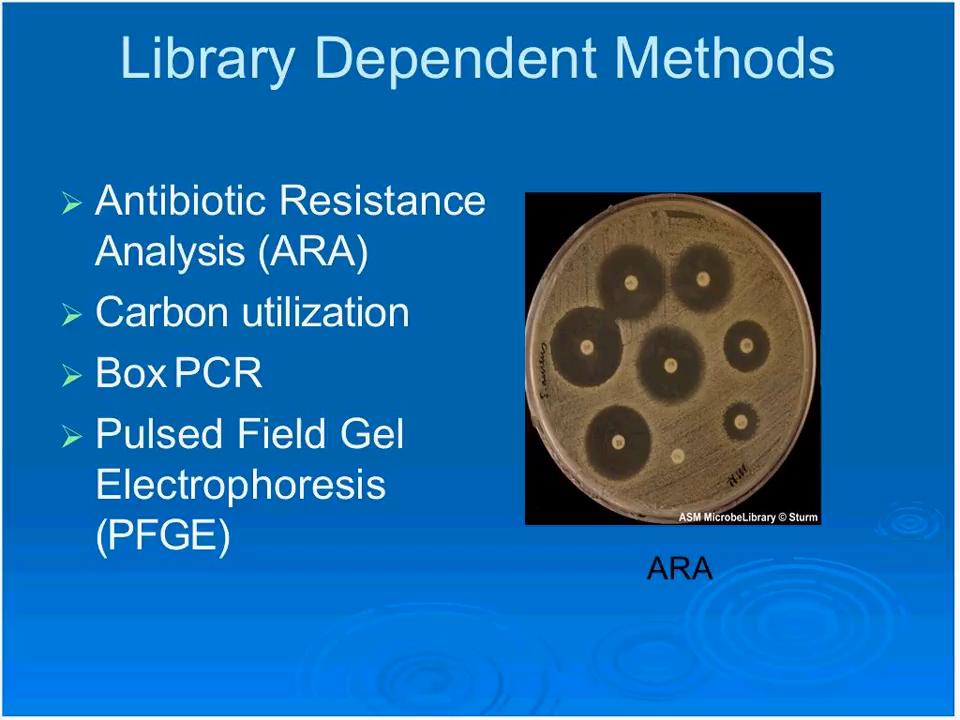 Library Dependent Methods
Antibiotic Resistance
Analysis (ARA)
Carbon utilization
Box PCR
Pulsed Field Gel
Electrophoresis
(PFGE)
ASM MicrobeLibrary © Sturm
ARA